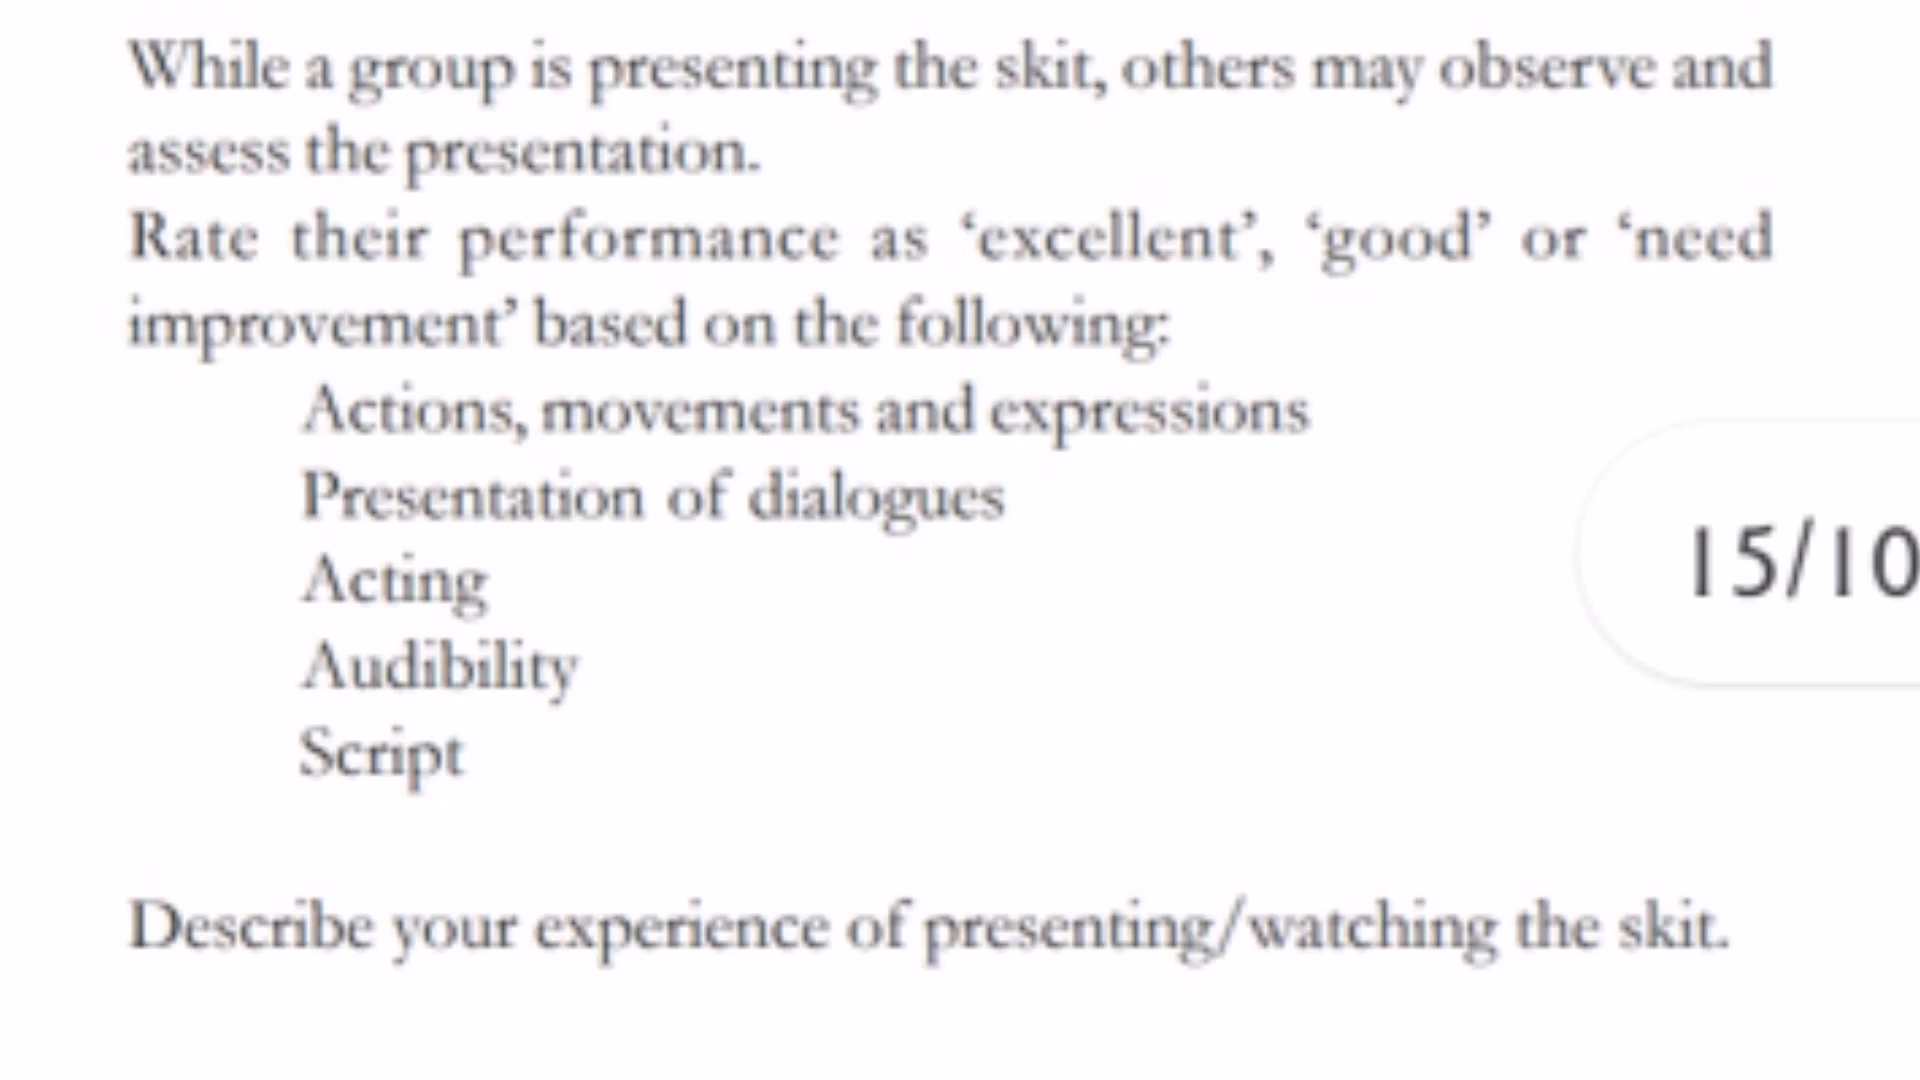 While a group is presenting the skit, others may observe and
assess the presentation.
Rate their performance as ‘excellent’, ‘good’ or ‘need
improvement’ based on the following:
Actions, movements and expressions
Presentation of dialogues
Acting
15/10
Audibility
Script
Describe your experience of presenting/watching the skit.